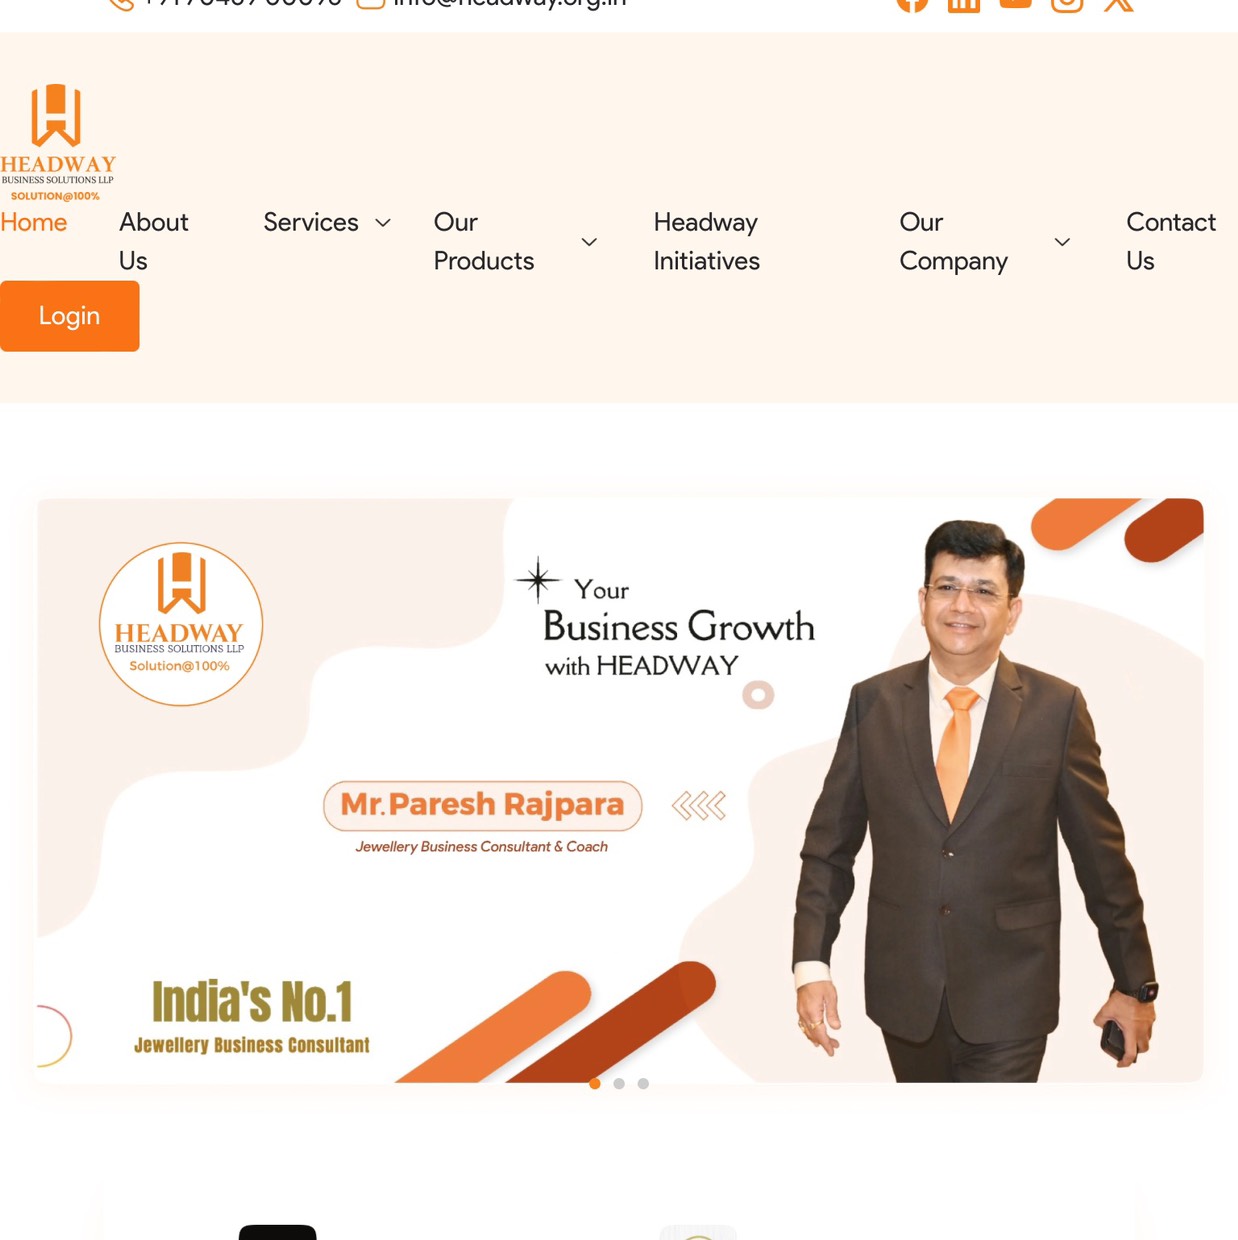 info@headway.org.in
HEADWAY
BUSINESS SOLUTIONS LLP
SOLUTION@100%
Home
About Us
Services
Our Products
Headway Initiatives
Our Company
Contact Us
Login
HEADWAY
BUSINESS SOLUTIONS LLP
Solution@100%
Your
Business Growth
with HEADWAY
Mr.Paresh Rajpara
Jewellery Business Consultant & Coach
India's No.1
Jewellery Business Consultant